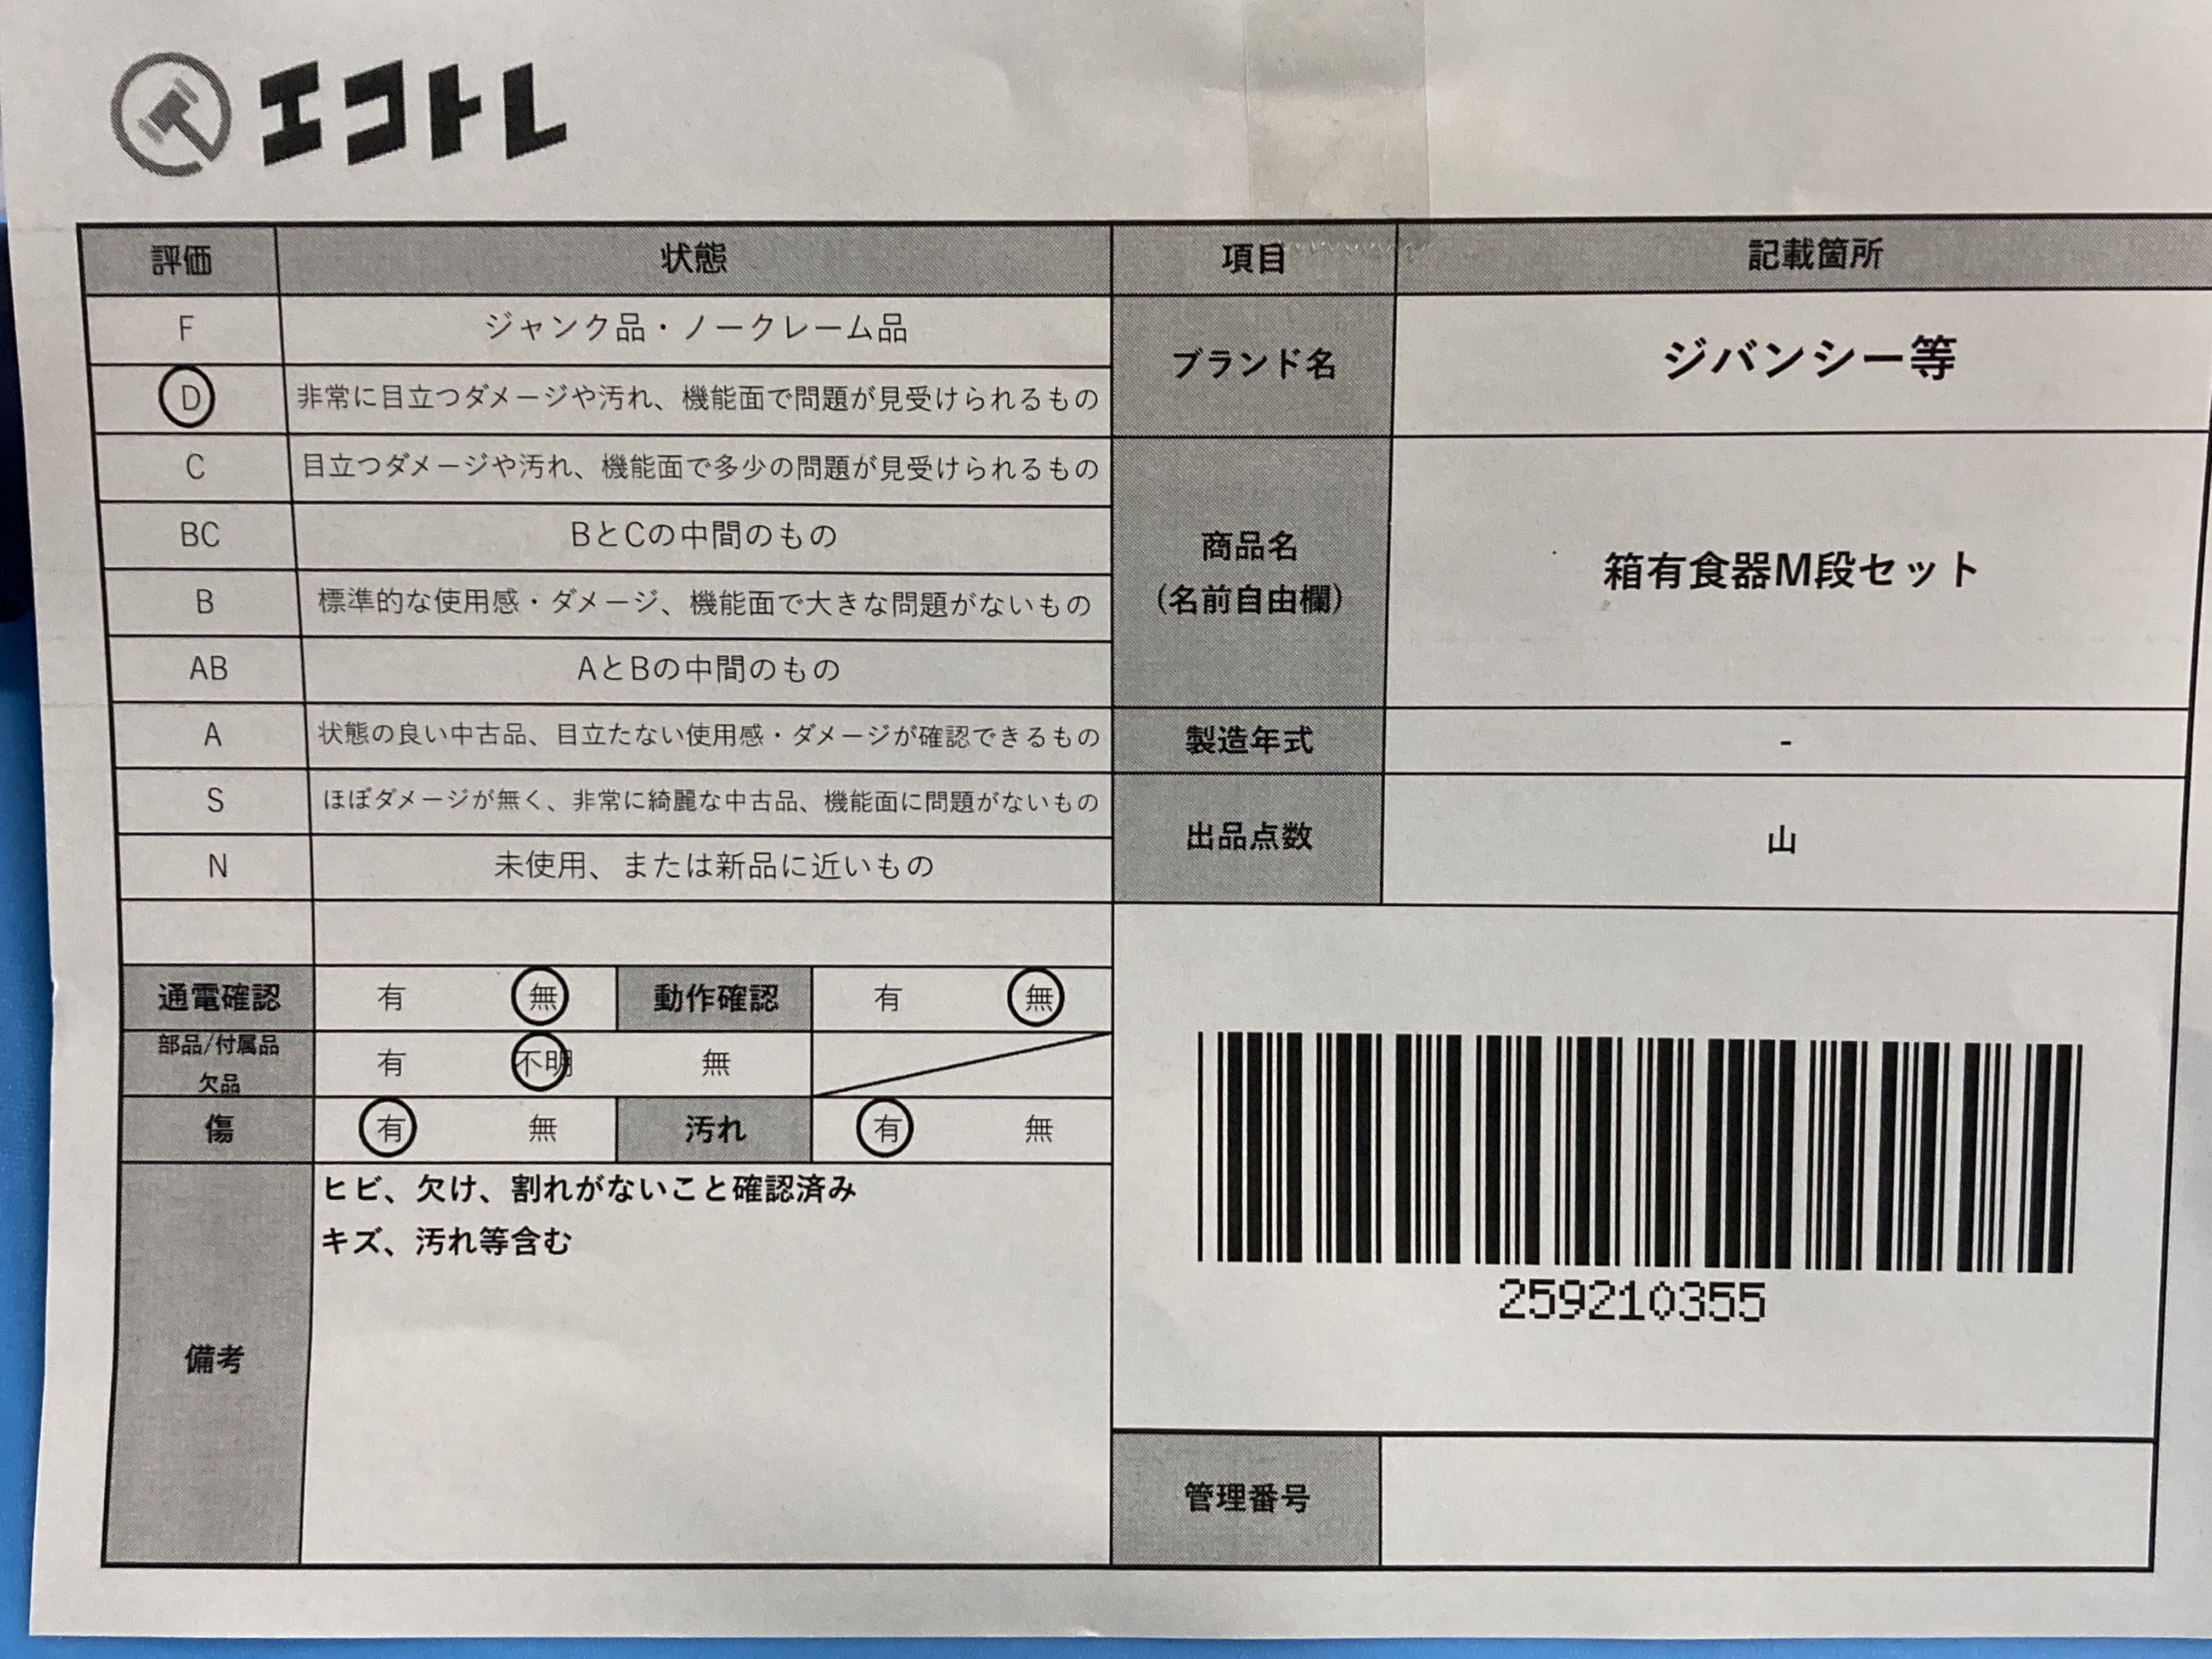 エコトレ
評価 状態 項目 記載箇所
F ジャンク品・ノークレーム品
D 非常に目立つダメージや汚れ、機能面で問題が見受けられるもの
ブランド名 ジバンシー等
C 目立つダメージや汚れ、機能面で多少の問題が見受けられるもの
BC BとCの中間のもの
B 標準的な使用感・ダメージ、機能面で大きな問題がないもの
AB AとBの中間のもの
商品名
(名前自由欄)
箱有食器M段セット
A 状態の良い中古品、目立たない使用感・ダメージが確認できるもの
製造年式 -
S ほぼダメージが無く、非常に綺麗な中古品、機能面に問題がないもの
N 未使用、または新品に近いもの
出品点数 山
通電確認 有 無 動作確認 有 無
部品/付属品
欠品
有 不明 無
傷 有 無 汚れ 有 無
備考
ヒビ、欠け、割れがないこと確認済み
キズ、汚れ等含む
259210355
管理番号